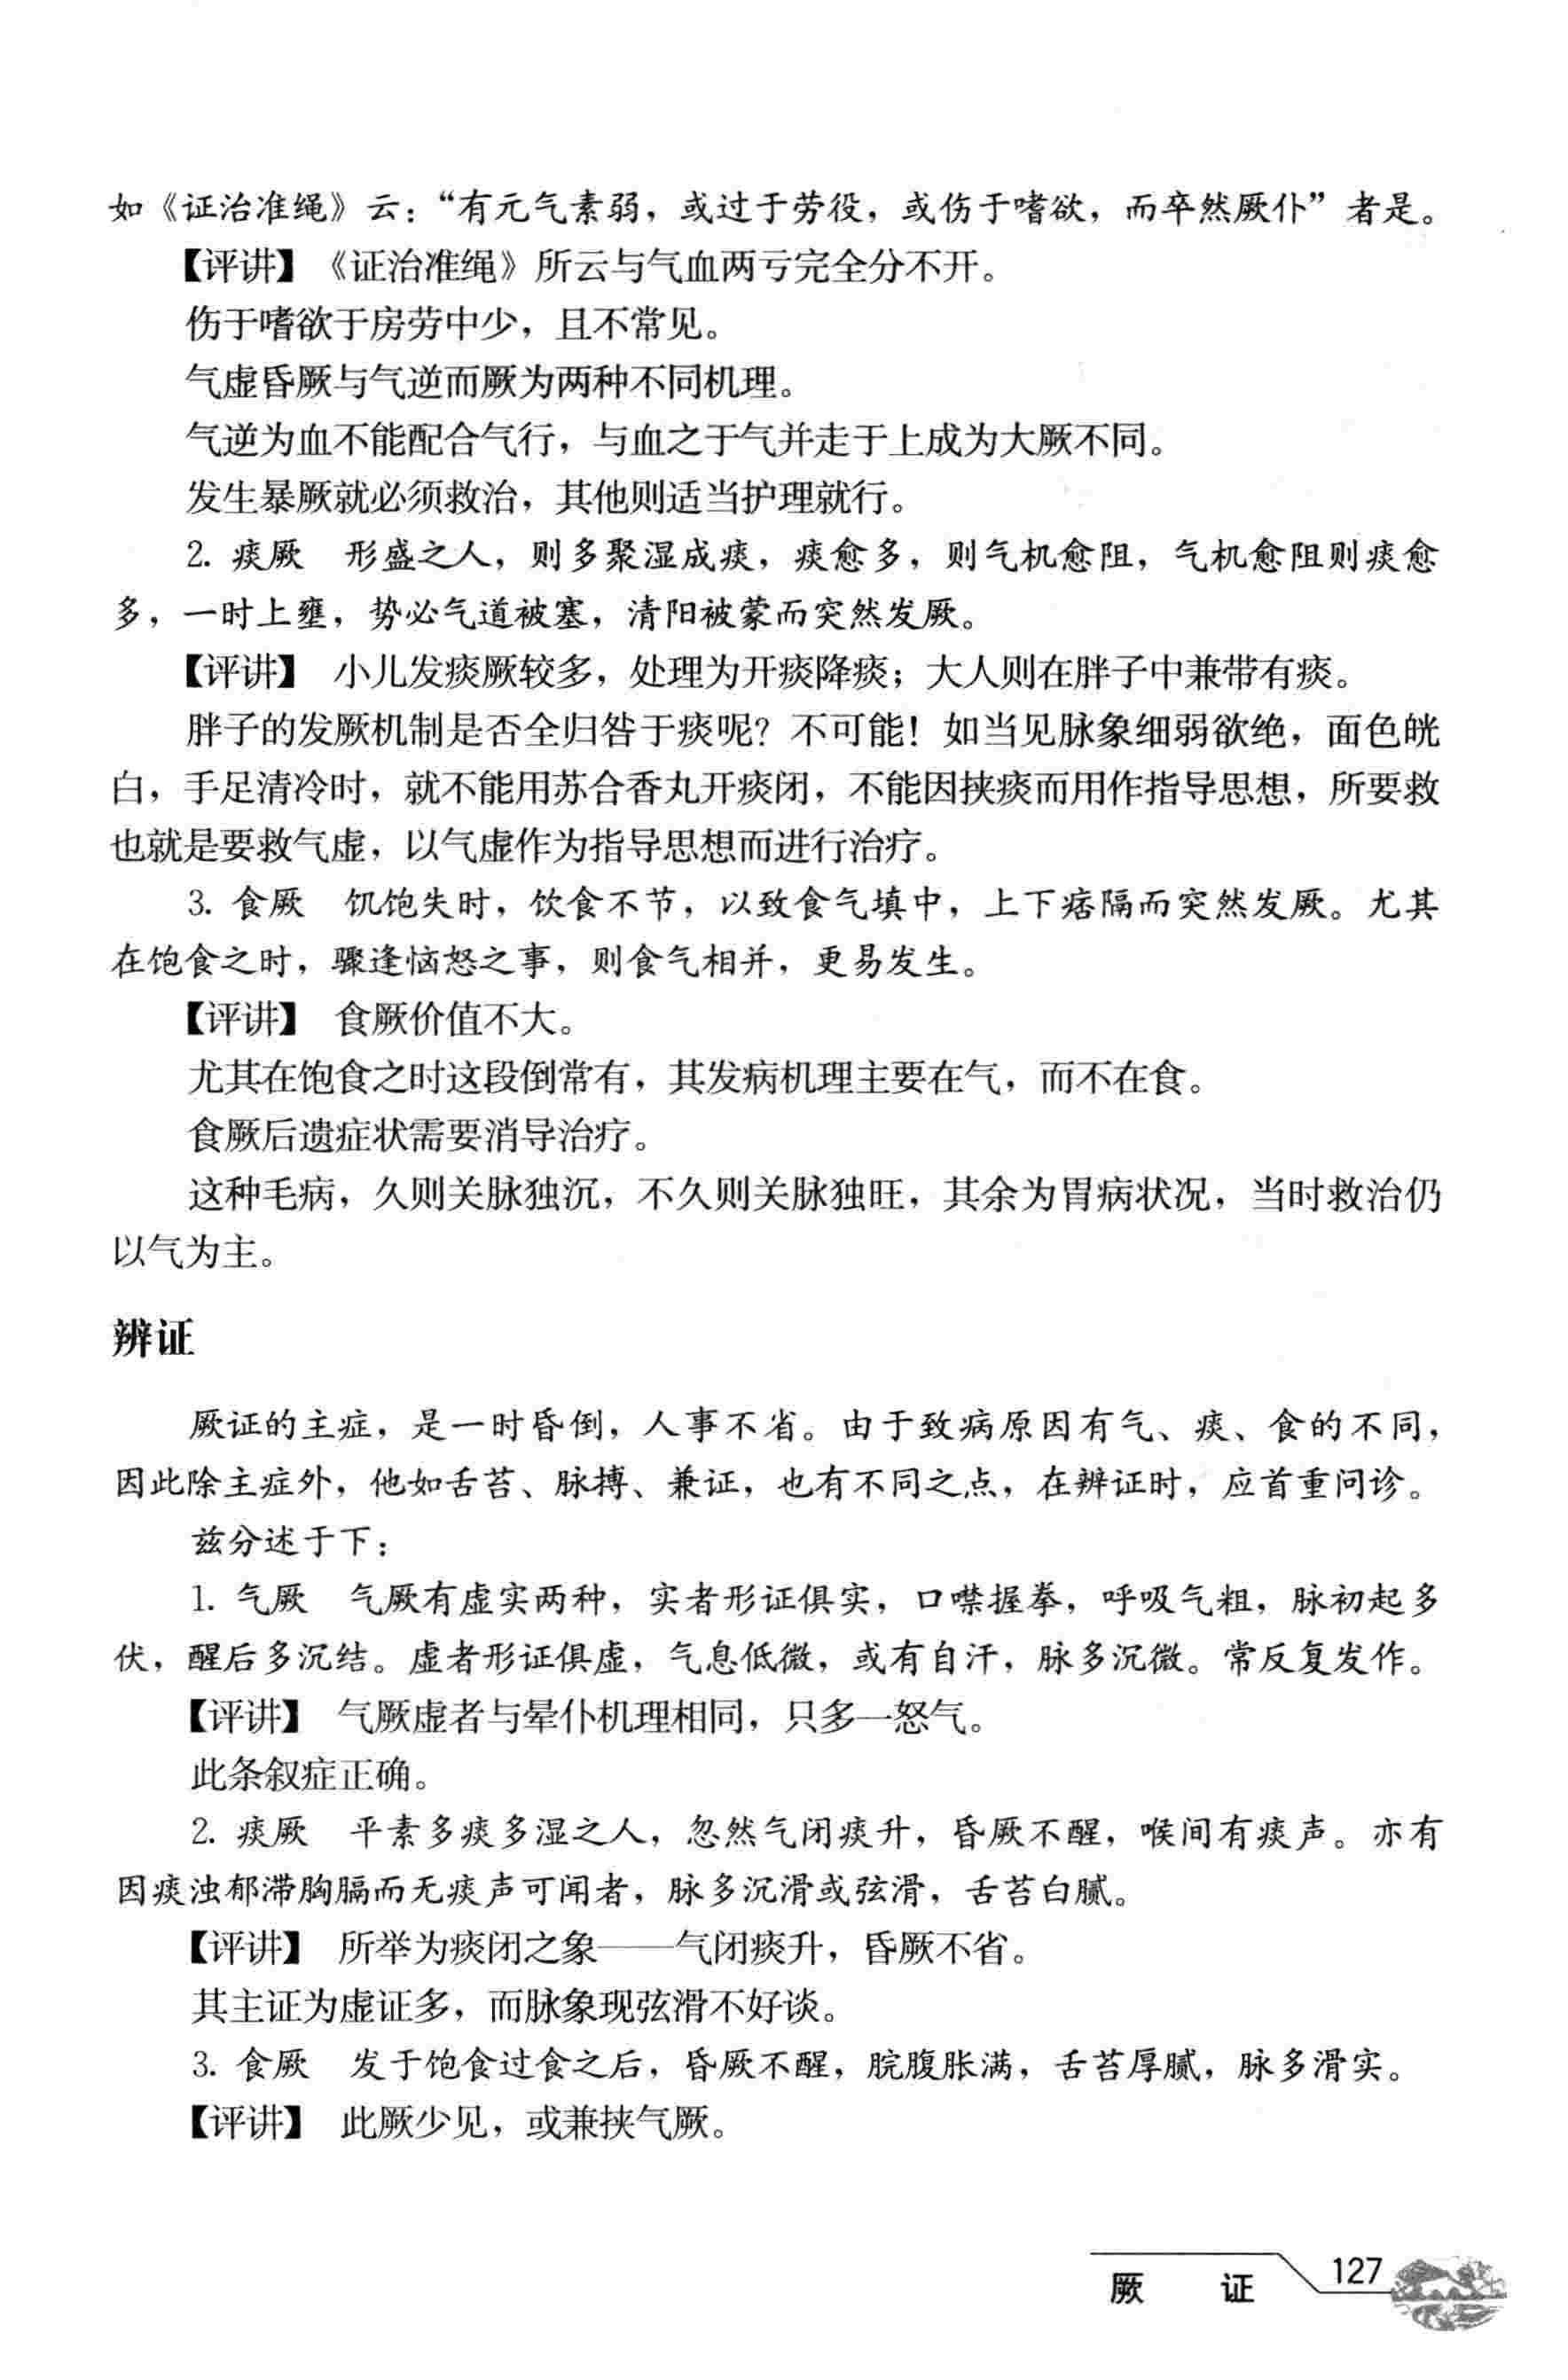 如《证治准绳》云：“有元气素弱，或过于劳役，或伤于嗜欲，而卒然厥仆”者是。
【评讲】《证治准绳》所云与气血两亏完全分不开。
伤于嗜欲于房劳中少，且不常见。
气虚昏厥与气逆而厥为两种不同机理。
气逆为血不能配合气行，与血之于气并走于上成为大厥不同。
发生暴厥就必须救治，其他则适当护理就行。
2. 痰厥　形盛之人，则多聚湿成痰，痰愈多，则气机愈阻，气机愈阻则痰愈
多，一时上壅，势必气道被塞，清阳被蒙而突然发厥。
【评讲】　小儿发痰厥较多，处理为开痰降痰；大人则在胖子中兼带有痰。
胖子的发厥机制是否全归咎于痰呢？不可能！如当见脉象细弱欲绝，面色㿠
白，手足清冷时，就不能用苏合香丸开痰闭，不能因挟痰而用作指导思想，所要救
也就是要救气虚，以气虚作为指导思想而进行治疗。
3. 食厥　饥饱失时，饮食不节，以致食气填中，上下痞隔而突然发厥。尤其
在饱食之时，骤逢恼怒之事，则食气相并，更易发生。
【评讲】　食厥价值不大。
尤其在饱食之时这段倒常有，其发病机理主要在气，而不在食。
食厥后遗症状需要消导治疗。
这种毛病，久则关脉独沉，不久则关脉独旺，其余为胃病状况，当时救治仍
以气为主。
辨证
厥证的主症，是一时昏倒，人事不省。由于致病原因有气、痰、食的不同，
因此除主症外，他如舌苔、脉搏、兼证，也有不同之点，在辨证时，应首重问诊。
兹分述于下：
1. 气厥　气厥有虚实两种，实者形证俱实，口噤握拳，呼吸气粗，脉初起多
伏，醒后多沉结。虚者形证俱虚，气息低微，或有自汗，脉多沉微。常反复发作。
【评讲】　气厥虚者与晕仆机理相同，只多一怒气。
此条叙症正确。
2. 痰厥　平素多痰多湿之人，忽然气闭痰升，昏厥不醒，喉间有痰声。亦有
因痰浊郁滞胸膈而无痰声可闻者，脉多沉滑或弦滑，舌苔白腻。
【评讲】　所举为痰闭之象——气闭痰升，昏厥不省。
其主证为虚证多，而脉象现弦滑不好谈。
3. 食厥　发于饱食过食之后，昏厥不醒，脘腹胀满，舌苔厚腻，脉多滑实。
【评讲】　此厥少见，或兼挟气厥。
厥　证　127